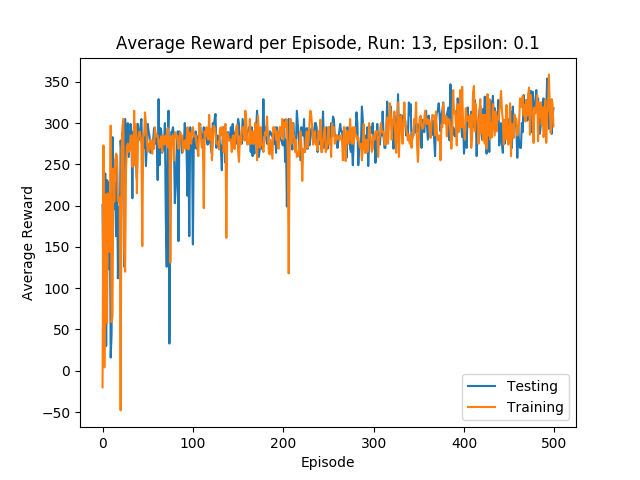 Average Reward per Episode, Run: 13, Epsilon: 0.1
Average Reward
350
300
250
200
150
100
50
0
−50
0 100 200 300 400 500
Episode
Testing
Training